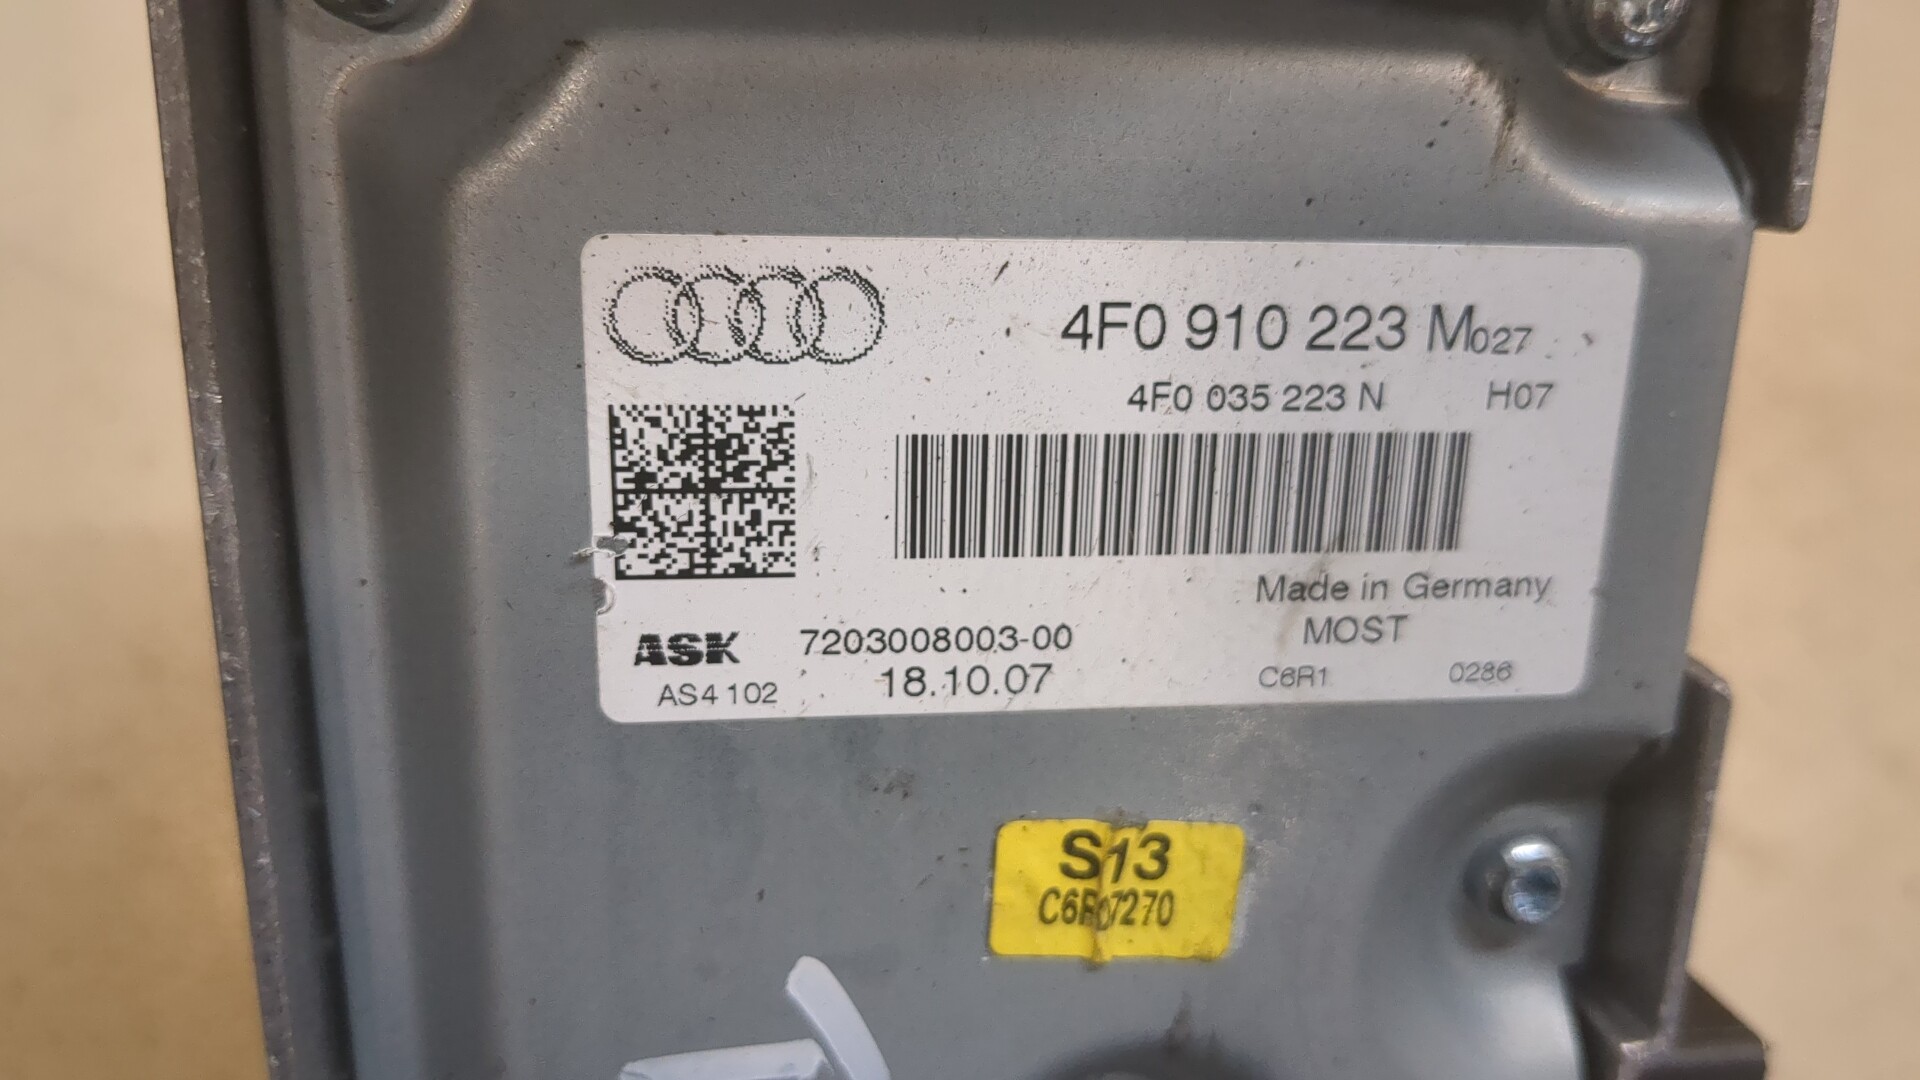 4F0 910 223 M027
4F0 035 223 N H07
Made in Germany
MOST
ASK 7203008003-00
AS4 102 18.10.07 C6R1 0286
S13
C6R07270